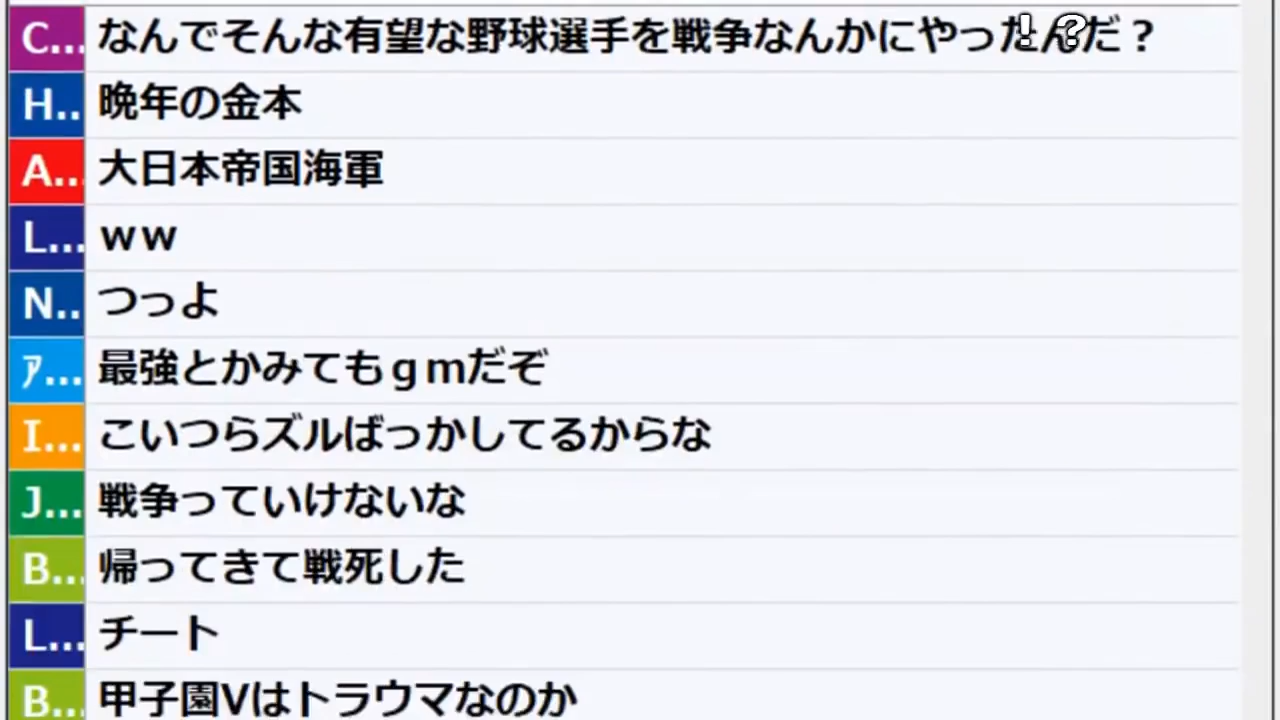 C... なんでそんな有望な野球選手を戦争なんかにやったんだ？
！？
H.. 晩年の金本
A... 大日本帝国海軍
L... ｗｗ
N.. つっよ
ｱ... 最強とかみてもｇｍだぞ
I... こいつらズルばっかしてるからな
J... 戦争っていけないな
B... 帰ってきて戦死した
L... チート
B... 甲子園Vはトラウマなのか